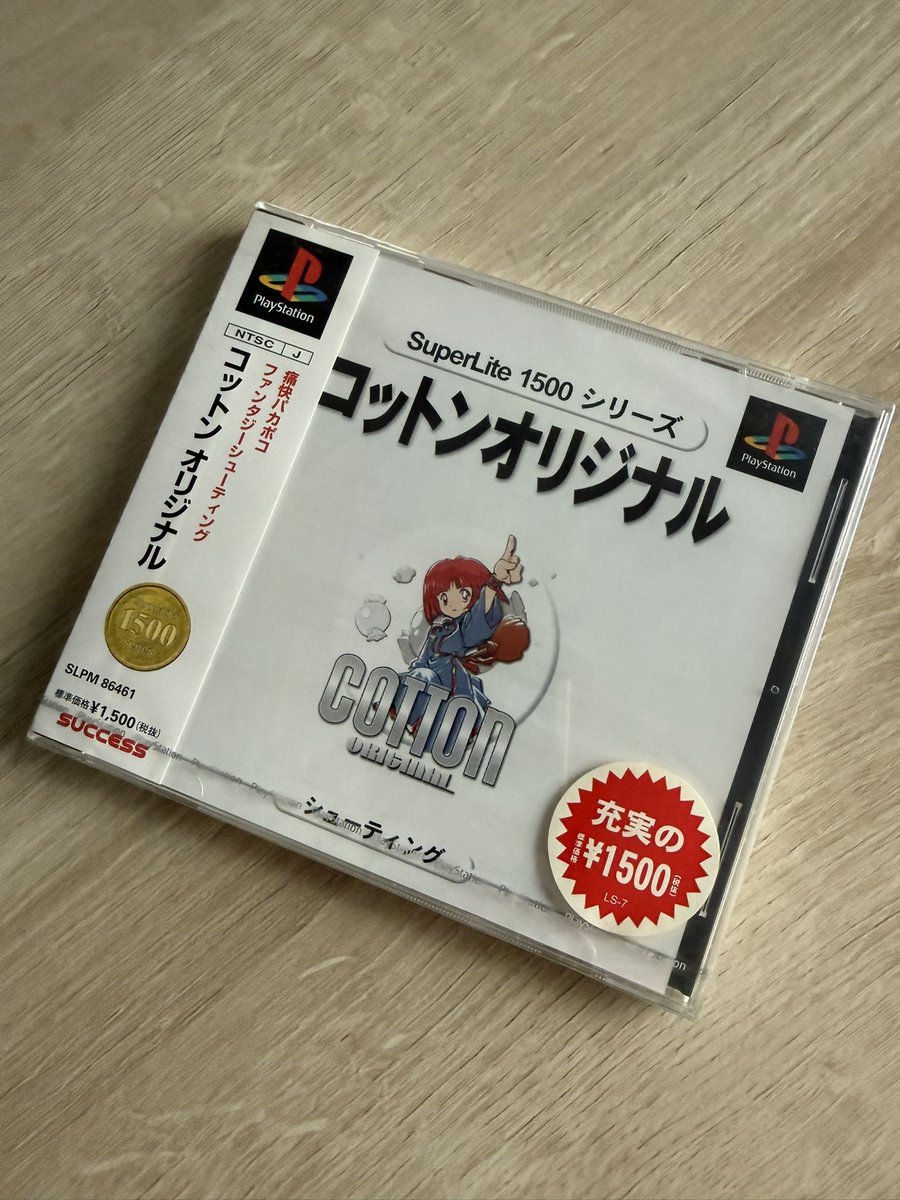 PlayStation
NTSC J
痛快パカポコ
ファンタジーシューティング
コットン オリジナル
1500
SLPM 86461
標準価格¥1,500(税抜)
SUCCESS
SuperLite 1500 シリーズ
コットンオリジナル
PlayStation
COTTON
ORIGINAL
シューティング
充実の
標準価格
¥1500
(税抜)
LS-7